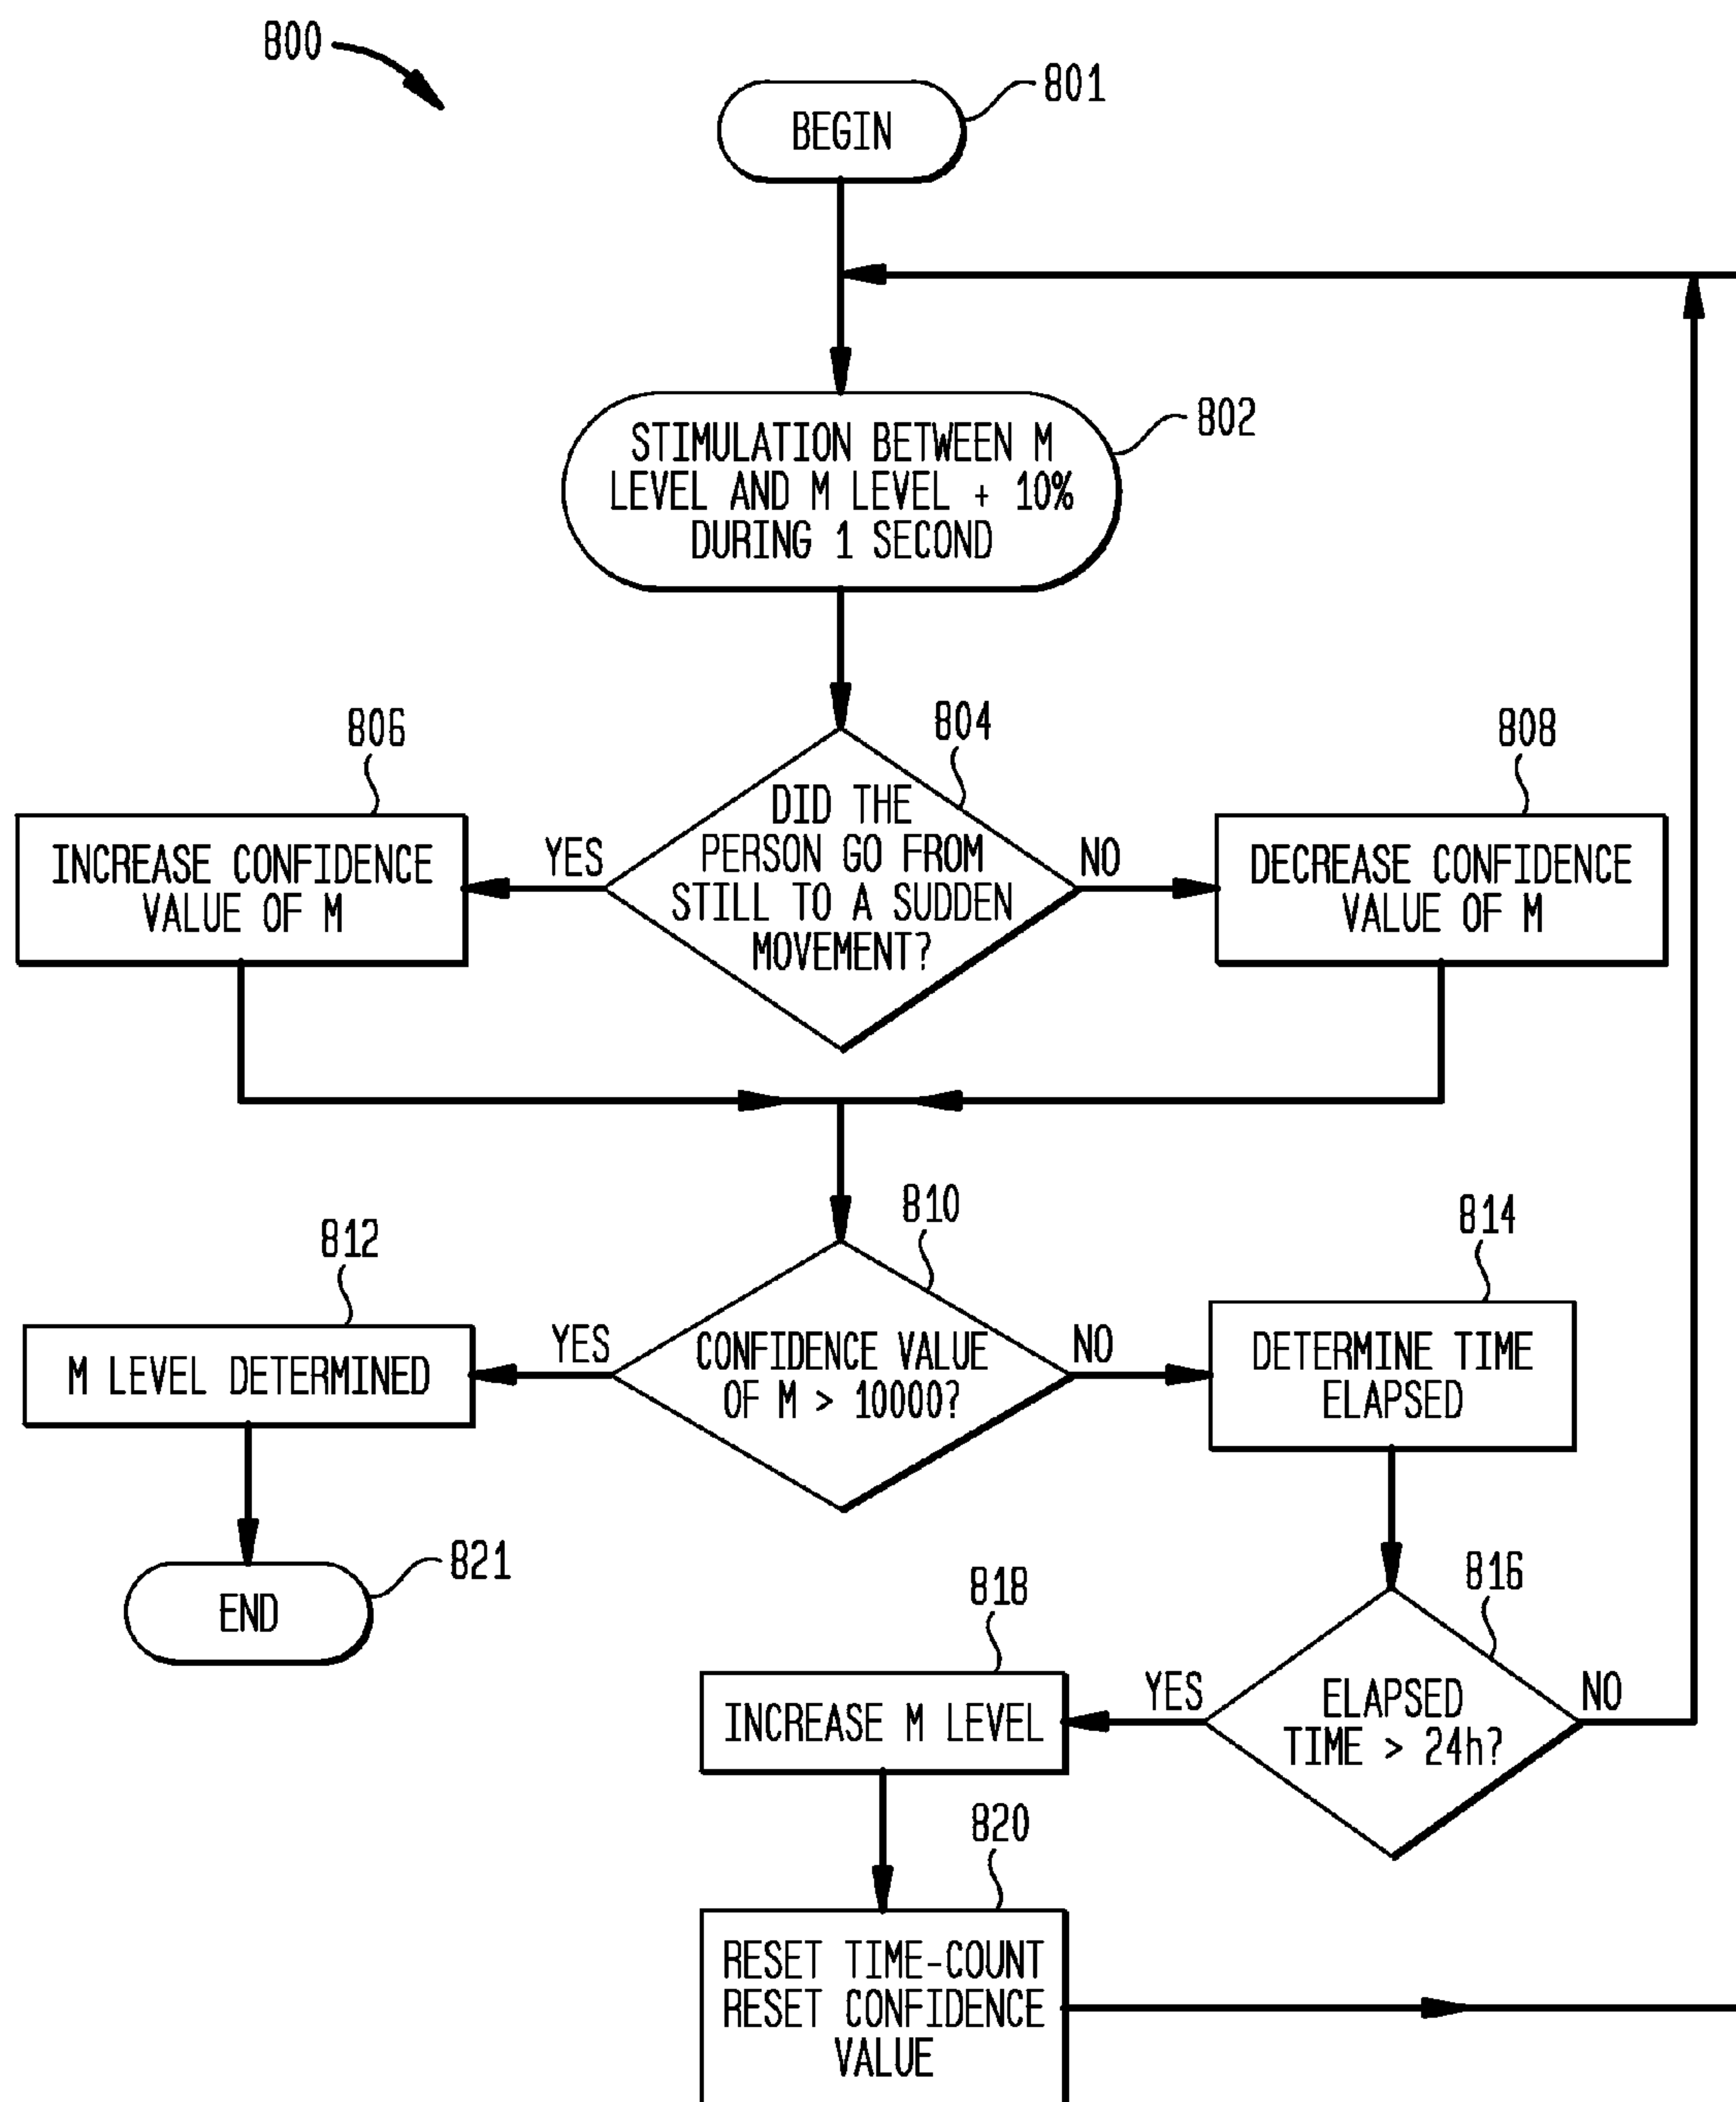 800
801
BEGIN
802
STIMULATION BETWEEN M
LEVEL AND M LEVEL + 10%
DURING 1 SECOND
804
DID THE
PERSON GO FROM
STILL TO A SUDDEN
MOVEMENT?
YES
NO
806
INCREASE CONFIDENCE
VALUE OF M
808
DECREASE CONFIDENCE
VALUE OF M
810
CONFIDENCE VALUE
OF M > 10000?
YES
NO
812
M LEVEL DETERMINED
821
END
814
DETERMINE TIME
ELAPSED
816
ELAPSED
TIME > 24h?
YES
NO
818
INCREASE M LEVEL
820
RESET TIME-COUNT
RESET CONFIDENCE
VALUE